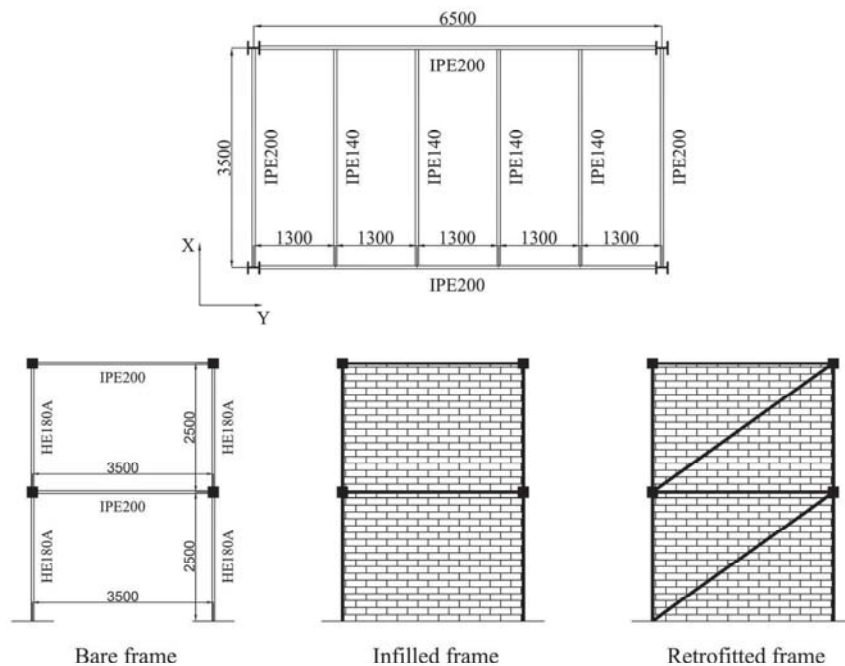 6500
IPE200
3500
IPE200
IPE140
IPE140
IPE140
IPE140
IPE200
1300
1300
1300
1300
1300
X
IPE200
Y
IPE200
HE180A
2500
HE180A
3500
IPE200
HE180A
2500
HE180A
3500
Bare frame
Infilled frame
Retrofitted frame